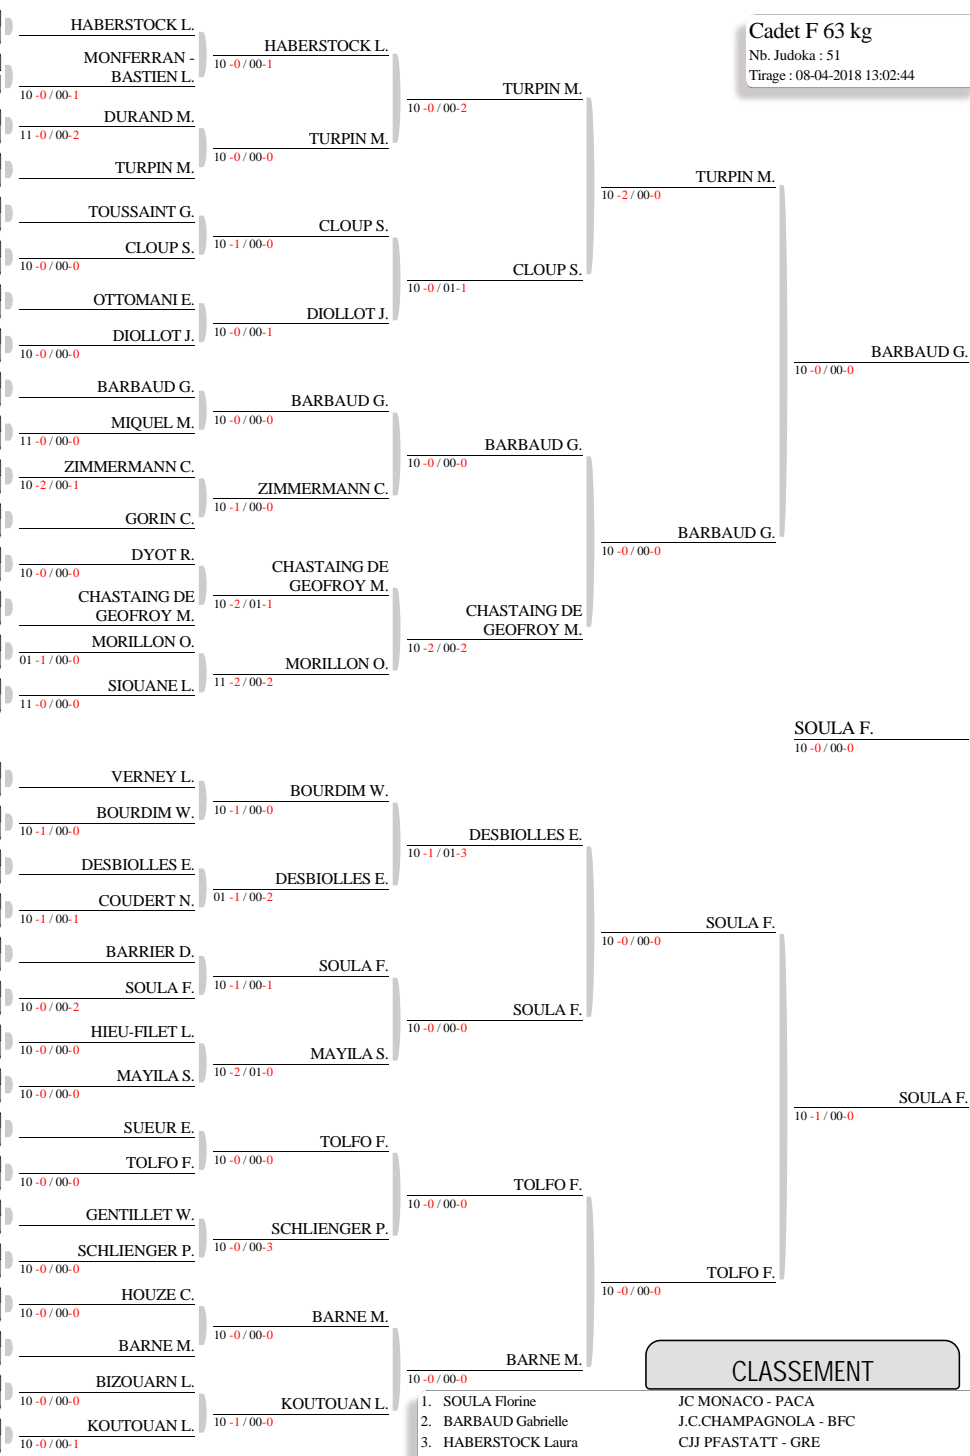 Cadet F 63 kg
Nb. Judoka : 51
Tirage : 08-04-2018 13:02:44
HABERSTOCK L.
MONFERRAN -
BASTIEN L.
10 -0 / 00-1
DURAND M.
11 -0 / 00-2
TURPIN M.
TOUSSAINT G.
CLOUP S.
10 -0 / 00-0
OTTOMANI E.
DIOLLOT J.
10 -0 / 00-0
BARBAUD G.
MIQUEL M.
11 -0 / 00-0
ZIMMERMANN C.
10 -2 / 00-1
GORIN C.
DYOT R.
10 -0 / 00-0
CHASTAING DE
GEOFROY M.
MORILLON O.
01 -1 / 00-0
SIOUANE L.
11 -0 / 00-0
VERNEY L.
BOURDIM W.
10 -1 / 00-0
DESBIOLLES E.
COUDERT N.
10 -1 / 00-1
BARRIER D.
SOULA F.
10 -0 / 00-2
HIEU-FILET L.
10 -0 / 00-0
MAYILA S.
10 -0 / 00-0
SUEUR E.
TOLFO F.
10 -0 / 00-0
GENTILLET W.
SCHLIENGER P.
10 -0 / 00-0
HOUZE C.
10 -0 / 00-0
BARNE M.
BIZOUARN L.
10 -0 / 00-0
KOUTOUAN L.
10 -0 / 00-1
HABERSTOCK L.
10 -0 / 00-1
TURPIN M.
10 -0 / 00-0
CLOUP S.
10 -1 / 00-0
DIOLLOT J.
10 -0 / 00-1
BARBAUD G.
10 -0 / 00-0
ZIMMERMANN C.
10 -1 / 00-0
CHASTAING DE
GEOFROY M.
10 -2 / 01-1
MORILLON O.
11 -2 / 00-2
BOURDIM W.
10 -1 / 00-0
DESBIOLLES E.
01 -1 / 00-2
SOULA F.
10 -1 / 00-1
MAYILA S.
10 -2 / 01-0
TOLFO F.
10 -0 / 00-0
SCHLIENGER P.
10 -0 / 00-3
BARNE M.
10 -0 / 00-0
KOUTOUAN L.
10 -1 / 00-0
TURPIN M.
10 -0 / 00-2
CLOUP S.
10 -0 / 01-1
BARBAUD G.
10 -0 / 00-0
CHASTAING DE
GEOFROY M.
10 -2 / 00-2
DESBIOLLES E.
10 -1 / 01-3
SOULA F.
10 -0 / 00-0
TOLFO F.
10 -0 / 00-0
BARNE M.
10 -0 / 00-0
TURPIN M.
10 -2 / 00-0
BARBAUD G.
10 -0 / 00-0
SOULA F.
10 -0 / 00-0
TOLFO F.
10 -0 / 00-0
BARBAUD G.
10 -0 / 00-0
SOULA F.
10 -0 / 00-0
SOULA F.
10 -1 / 00-0
CLASSEMENT
1. SOULA Florine JC MONACO - PACA
2. BARBAUD Gabrielle J.C.CHAMPAGNOLA - BFC
3. HABERSTOCK Laura CJJ PFASTATT - GRE